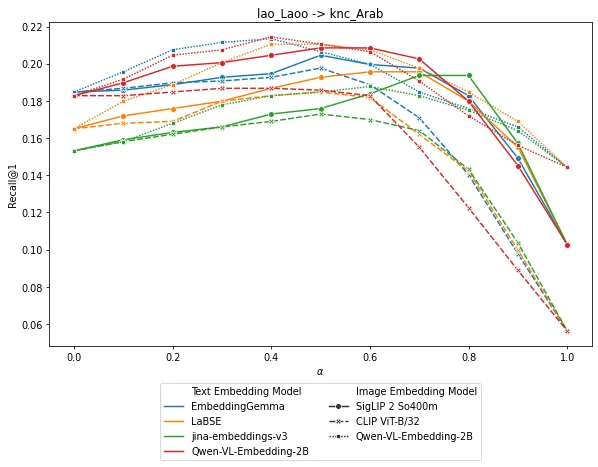 lao_Laoo -> knc_Arab
Recall@1
0.22
0.20
0.18
0.16
0.14
0.12
0.10
0.08
0.06
0.0 0.2 0.4 0.6 0.8 1.0
α
Text Embedding Model
EmbeddingGemma
LaBSE
jina-embeddings-v3
Qwen-VL-Embedding-2B
Image Embedding Model
SigLIP 2 So400m
CLIP ViT-B/32
Qwen-VL-Embedding-2B